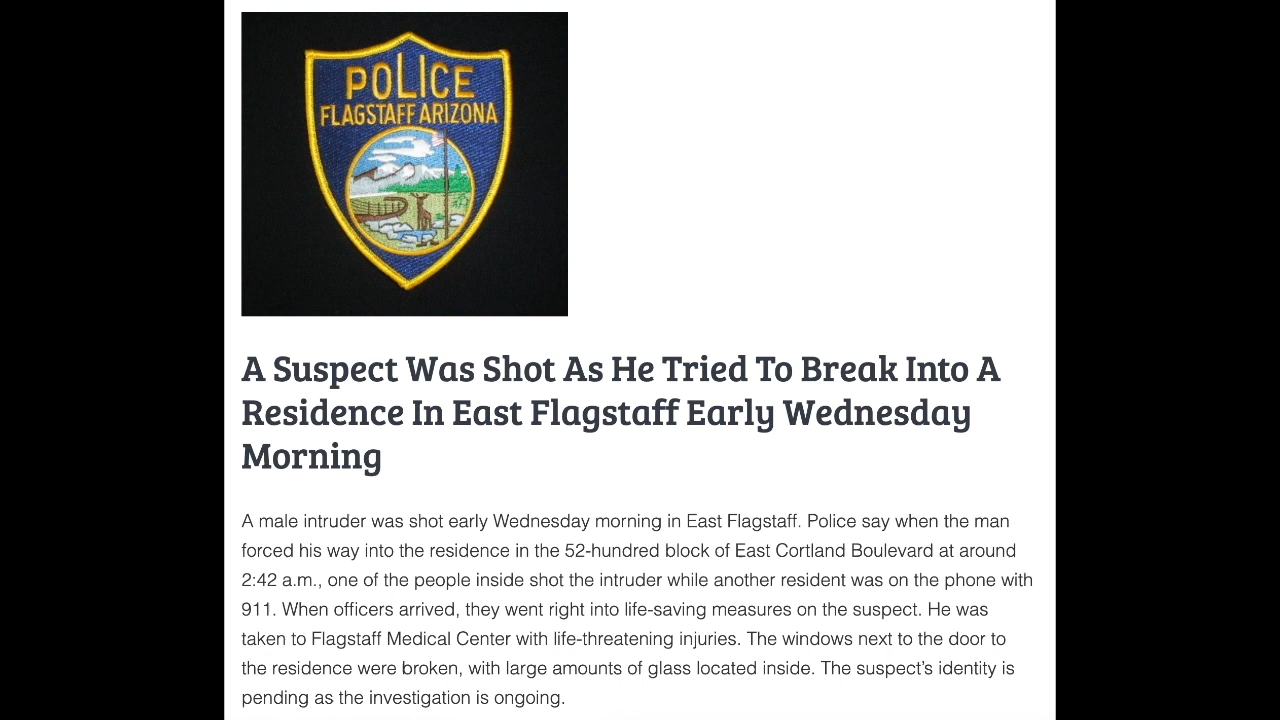 POLICE
FLAGSTAFF ARIZONA
A Suspect Was Shot As He Tried To Break Into A
Residence In East Flagstaff Early Wednesday
Morning
A male intruder was shot early Wednesday morning in East Flagstaff. Police say when the man
forced his way into the residence in the 52-hundred block of East Cortland Boulevard at around
2:42 a.m., one of the people inside shot the intruder while another resident was on the phone with
911. When officers arrived, they went right into life-saving measures on the suspect. He was
taken to Flagstaff Medical Center with life-threatening injuries. The windows next to the door to
the residence were broken, with large amounts of glass located inside. The suspect’s identity is
pending as the investigation is ongoing.